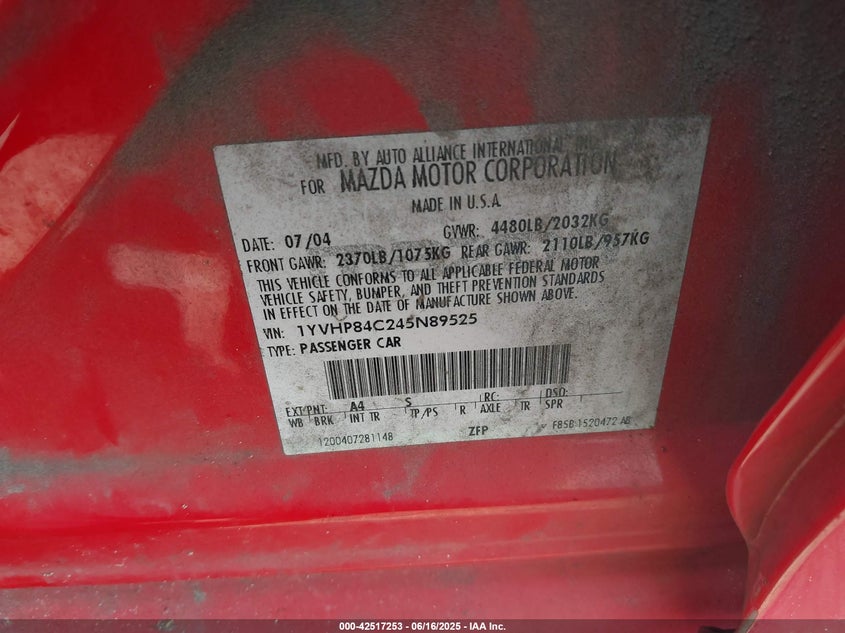 MFD. BY AUTO ALLIANCE INTERNATIONAL INC.
FOR MAZDA MOTOR CORPORATION
MADE IN U.S.A.
DATE: 07/04 GVWR: 4480LB/2032KG
FRONT GAWR: 2370LB/1075KG REAR GAWR: 2110LB/957KG
THIS VEHICLE CONFORMS TO ALL APPLICABLE FEDERAL MOTOR
VEHICLE SAFETY, BUMPER, AND THEFT PREVENTION STANDARDS
IN EFFECT ON THE DATE OF MANUFACTURE SHOWN ABOVE.
VIN: 1YVHP84C245N89525
TYPE: PASSENGER CAR
EXT PNT: A4 S RC: DSO:
WB BRK INT TR TP/PS R AXLE TR SPR
1200407281148 ZFP F85B 1520472 AB
000-42517253 - 06/16/2025 - IAA Inc.